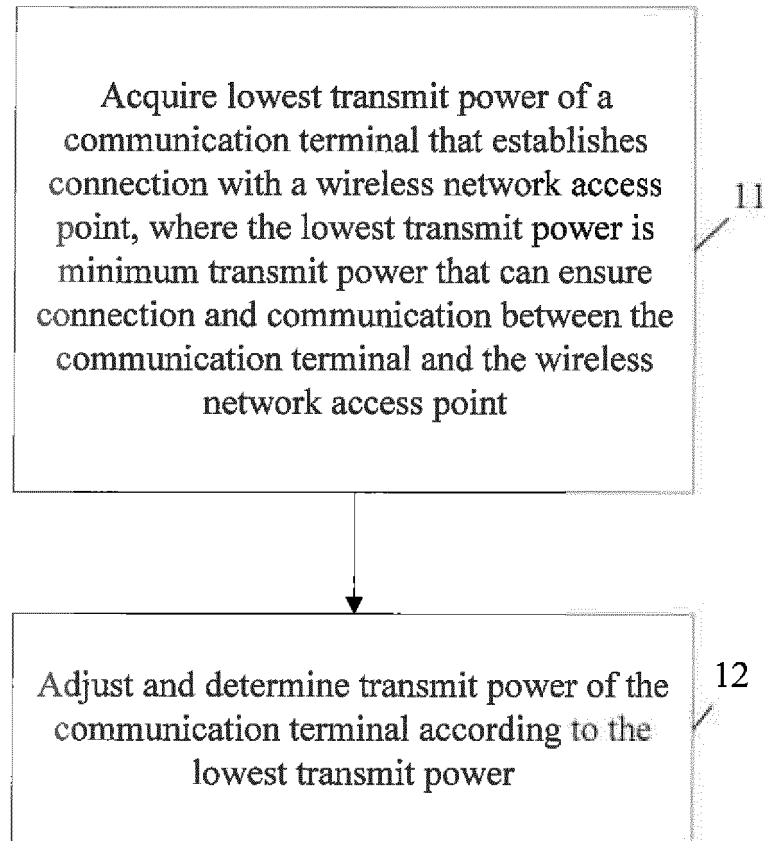 Acquire lowest transmit power of a
communication terminal that establishes
connection with a wireless network access
point, where the lowest transmit power is
minimum transmit power that can ensure
connection and communication between the
communication terminal and the wireless
network access point
11
Adjust and determine transmit power of the
communication terminal according to the
lowest transmit power
12